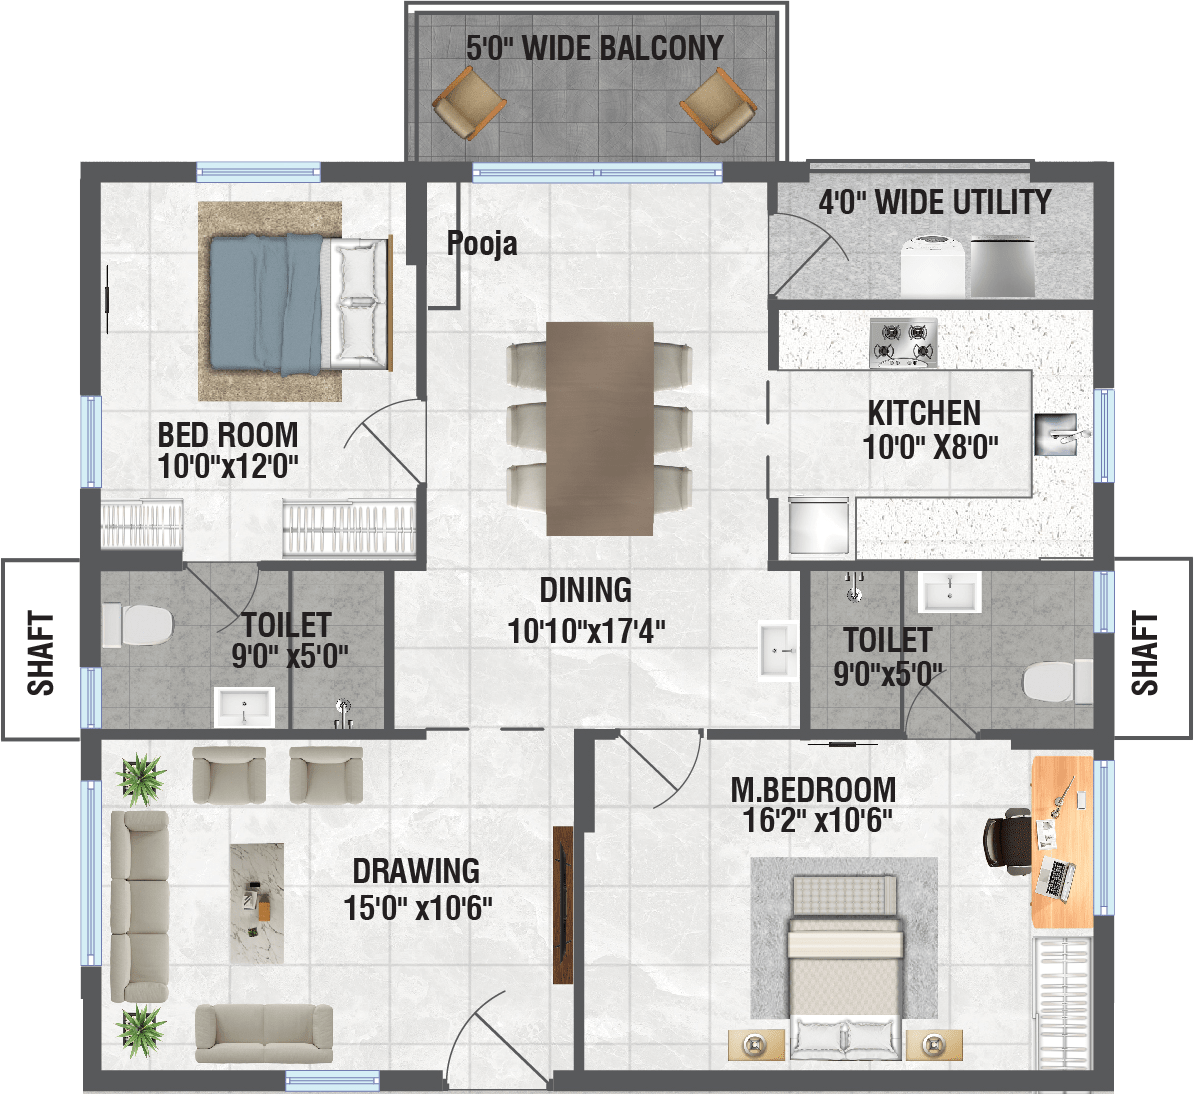 5'0" WIDE BALCONY
4'0" WIDE UTILITY
Pooja
BED ROOM
10'0"x12'0"
KITCHEN
10'0" X8'0"
DINING
10'10"x17'4"
TOILET
9'0" x5'0"
TOILET
9'0"x5'0"
SHAFT
SHAFT
M.BEDROOM
16'2" x10'6"
DRAWING
15'0" x10'6"